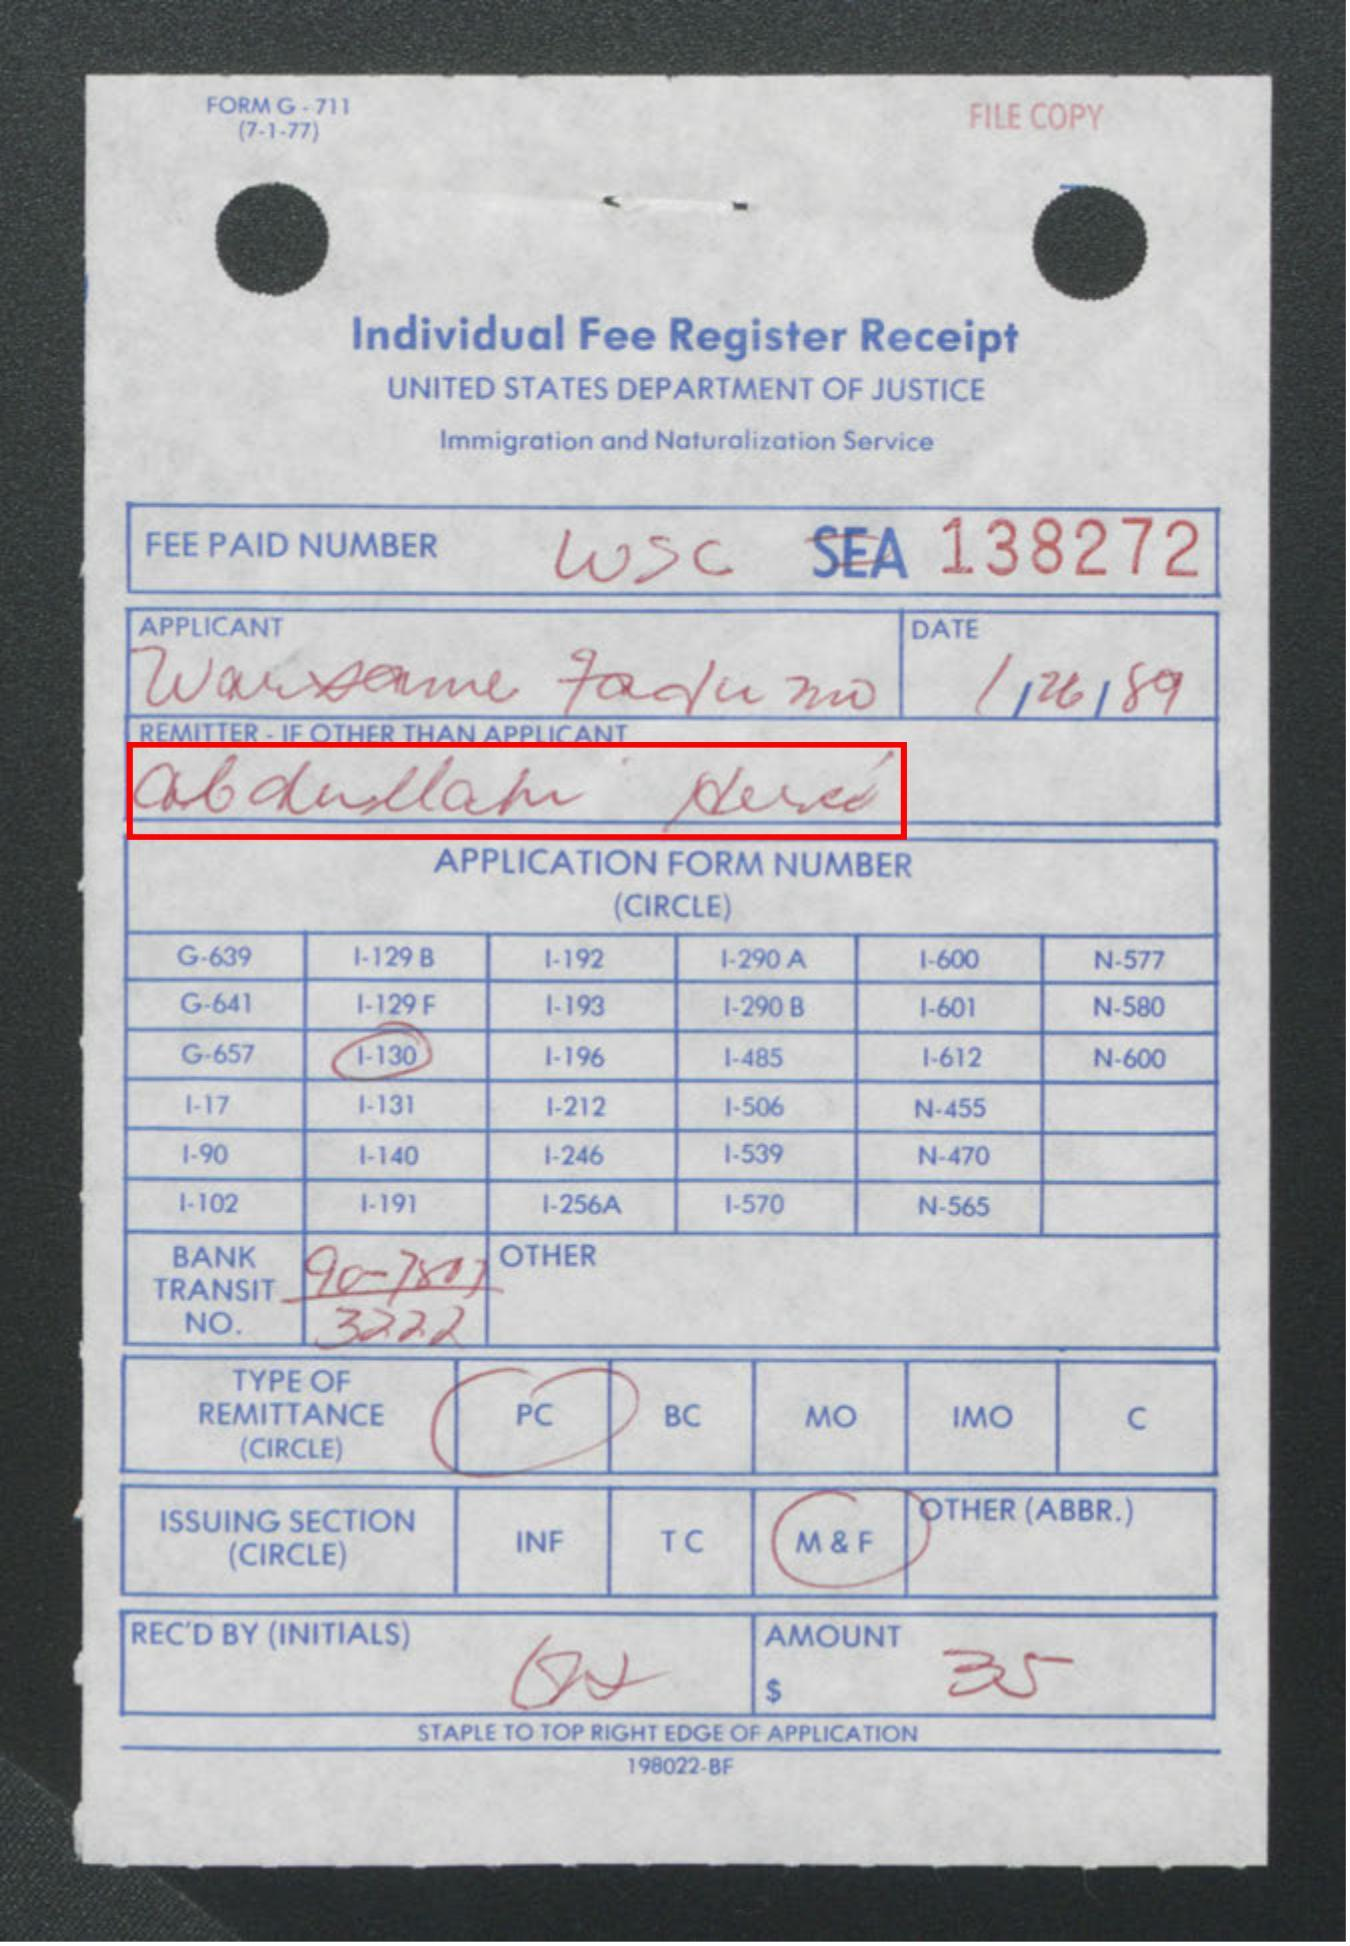 FORM G - 711
(7-1-77)
FILE COPY
Individual Fee Register Receipt
UNITED STATES DEPARTMENT OF JUSTICE
Immigration and Naturalization Service
FEE PAID NUMBER WSC SEA 138272
APPLICANT DATE
Warsame Faduma 1/26/89
REMITTER - IF OTHER THAN APPLICANT
Abdullahi
APPLICATION FORM NUMBER
(CIRCLE)
G-639 I-129 B I-192 I-290 A I-600 N-577
G-641 I-129 F I-193 I-290 B I-601 N-580
G-657 I-130 I-196 I-485 I-612 N-600
I-17 I-131 I-212 I-506 N-455
I-90 I-140 I-246 I-539 N-470
I-102 I-191 I-256A I-570 N-565
BANK TRANSIT NO. 90-7807 3222 OTHER
TYPE OF REMITTANCE (CIRCLE) PC BC MO IMO C
ISSUING SECTION (CIRCLE) INF T C M & F OTHER (ABBR.)
REC'D BY (INITIALS) AMOUNT $ 35
STAPLE TO TOP RIGHT EDGE OF APPLICATION
198022-BF